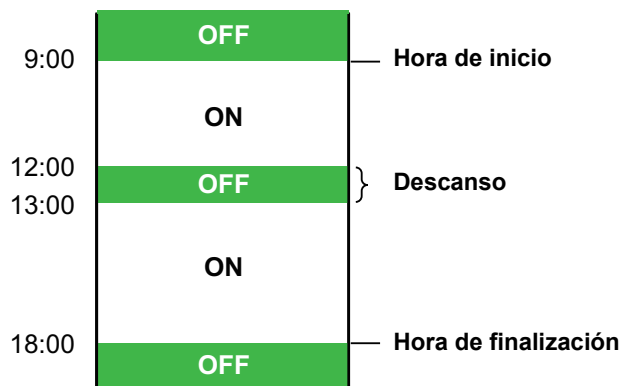 OFF
9:00 Hora de inicio
ON
12:00
OFF Descanso
13:00
ON
18:00 Hora de finalización
OFF